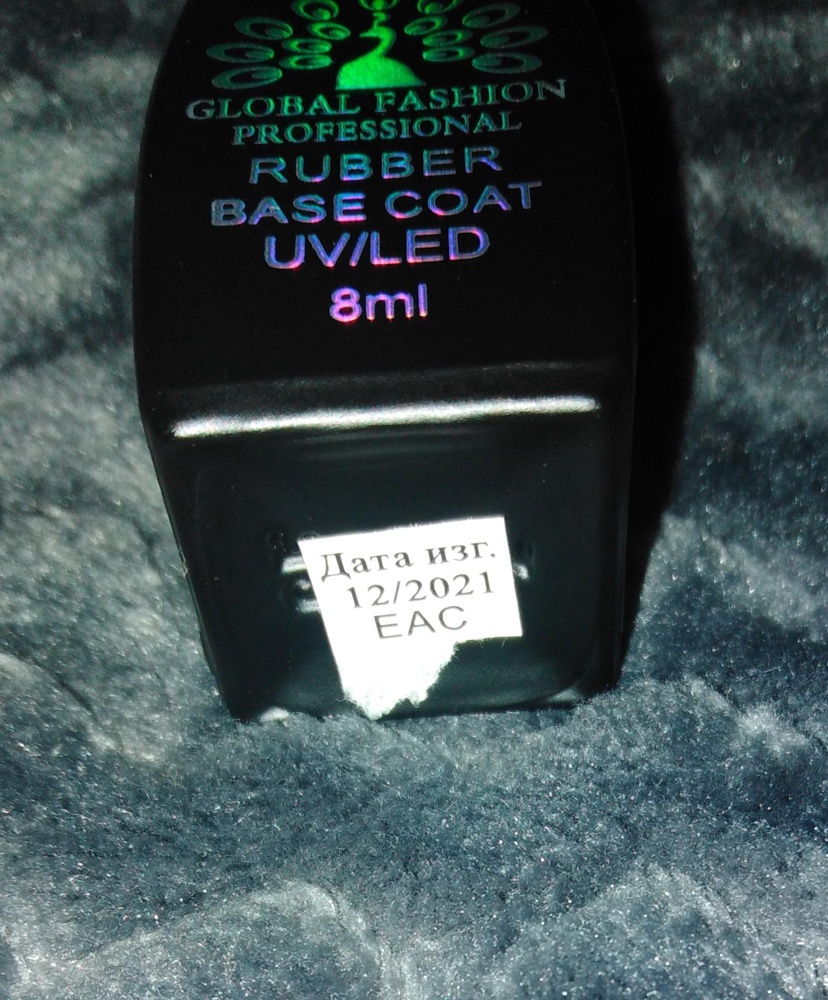 GLOBAL FASHION
PROFESSIONAL
RUBBER
BASE COAT
UV/LED
8ml
Дата изг.
12/2021
EAC